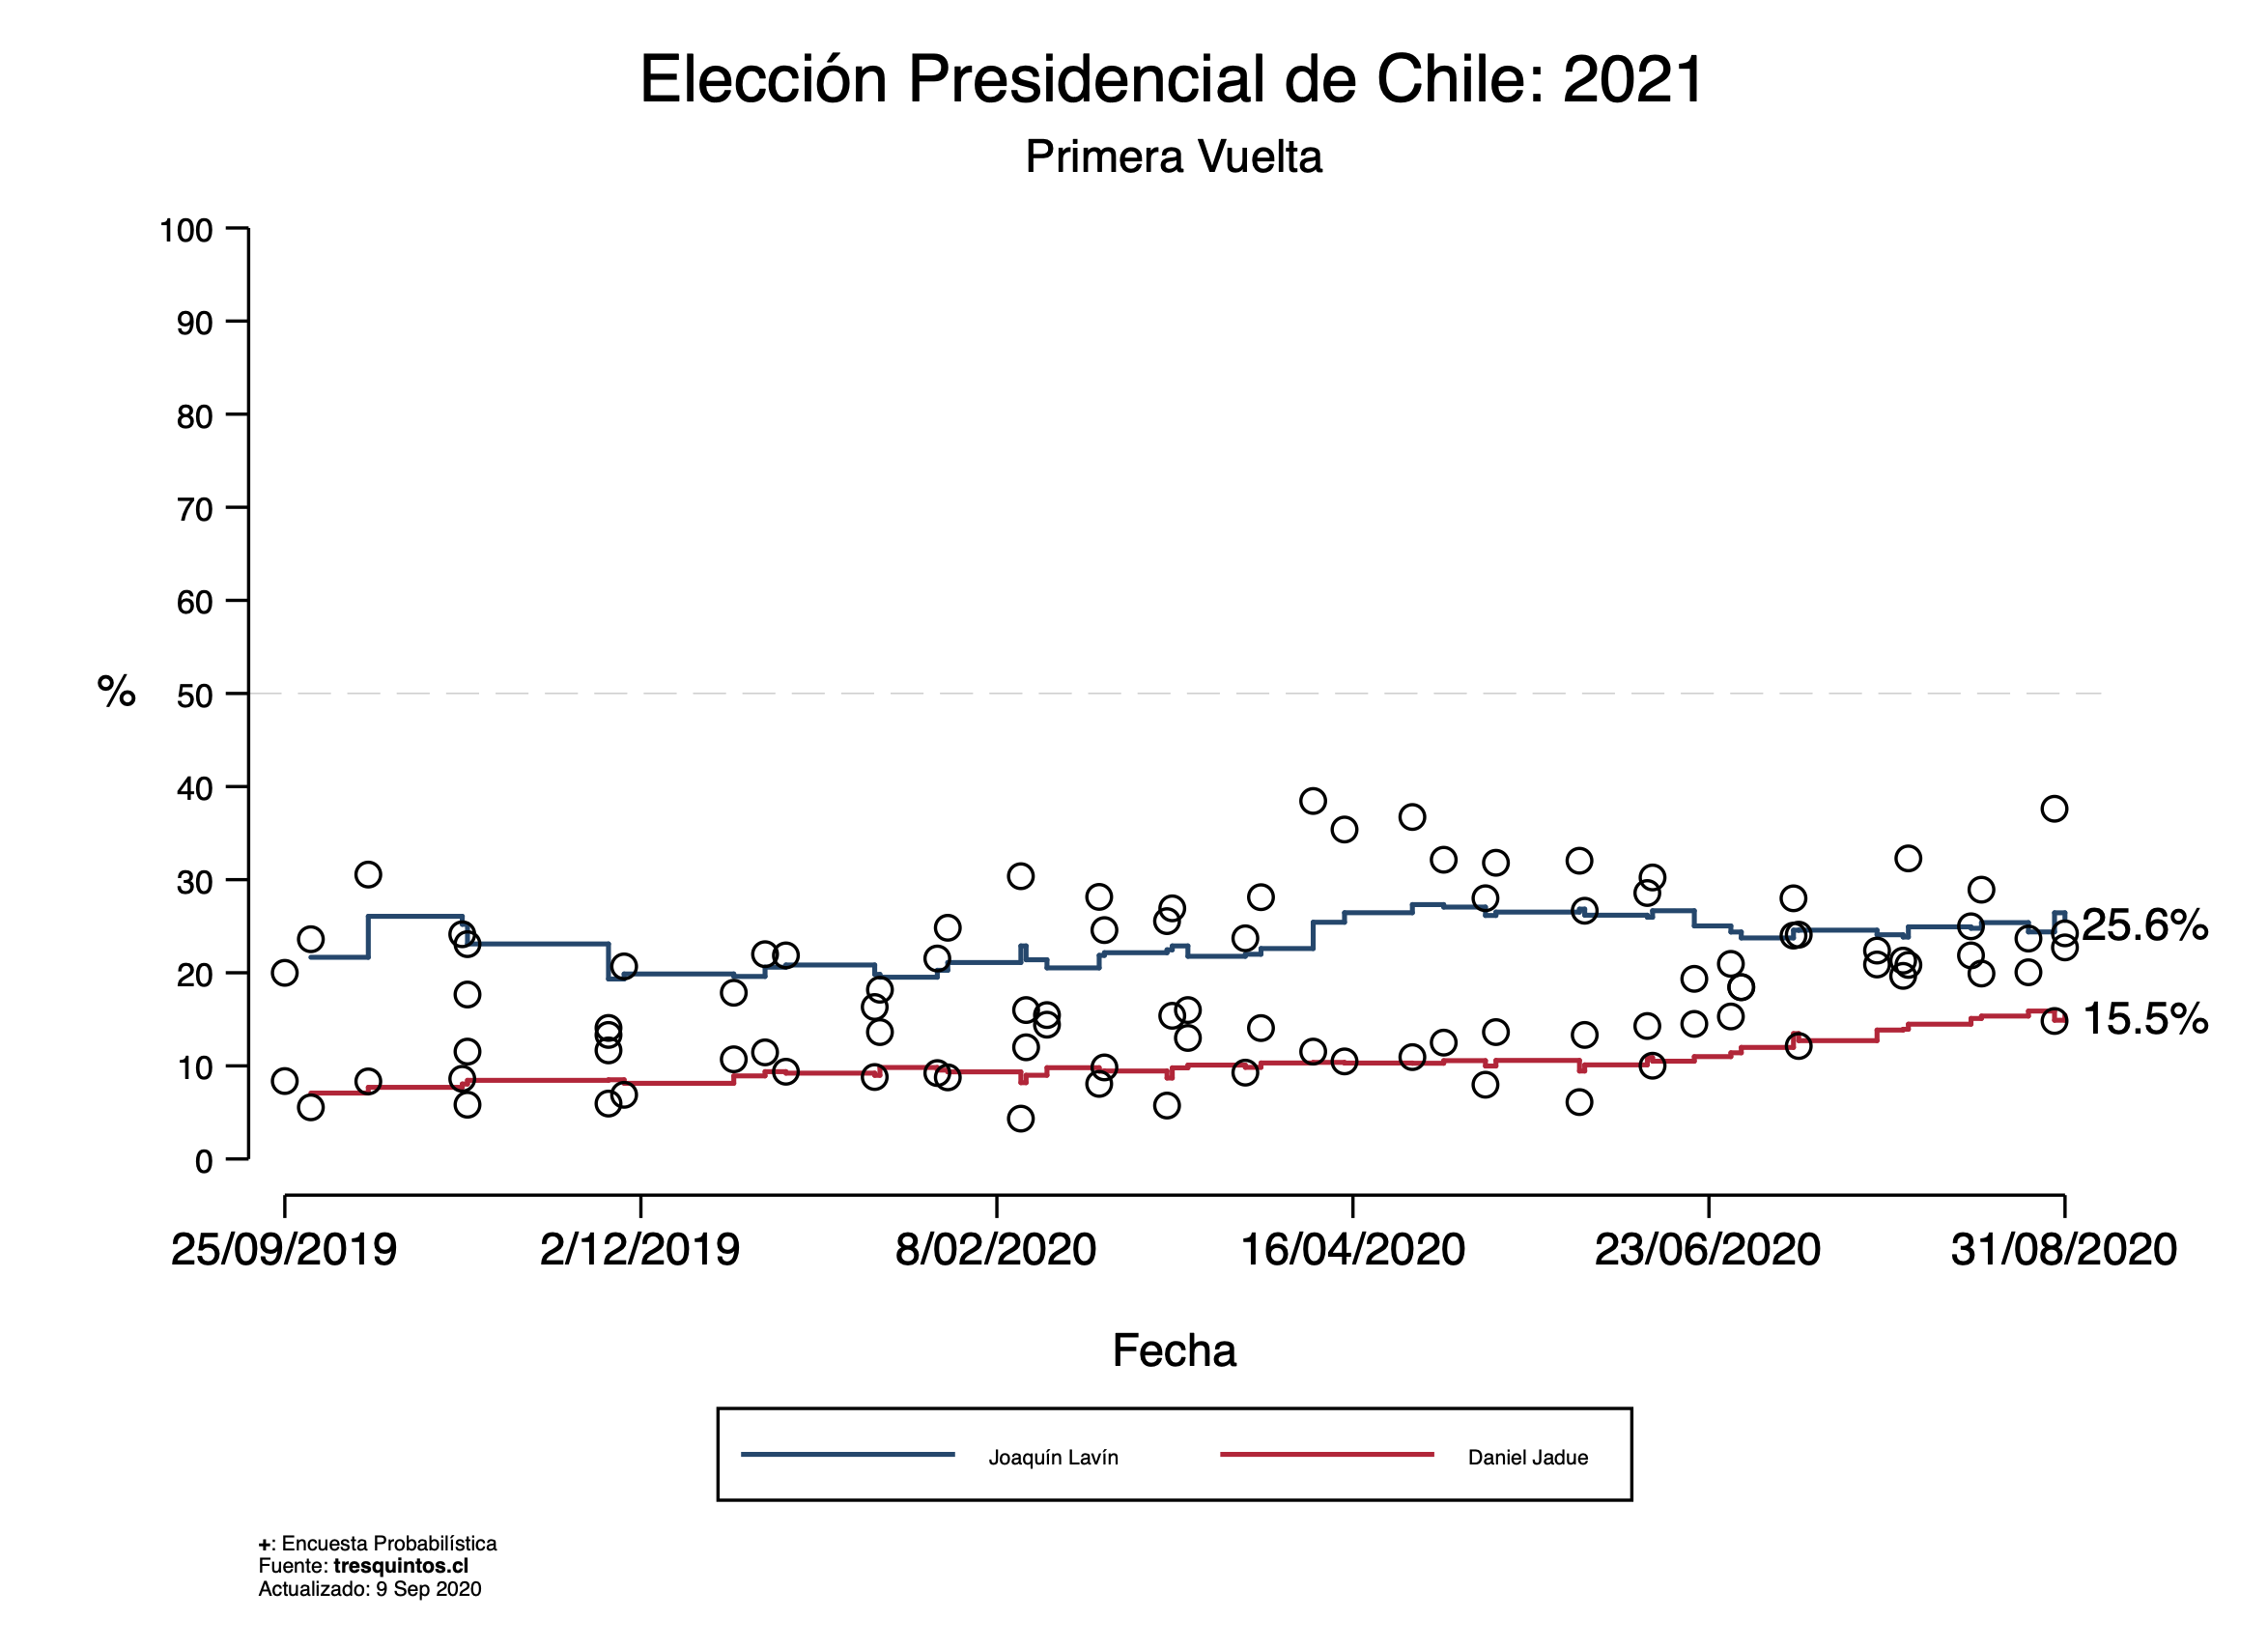 Elección Presidencial de Chile: 2021
Primera Vuelta
100
90
80
70
60
%
50
40
30
20
10
0
25.6%
15.5%
25/09/2019 2/12/2019 8/02/2020 16/04/2020 23/06/2020 31/08/2020
Fecha
Joaquín Lavín Daniel Jadue
+: Encuesta Probabilística
Fuente: tresquintos.cl
Actualizado: 9 Sep 2020